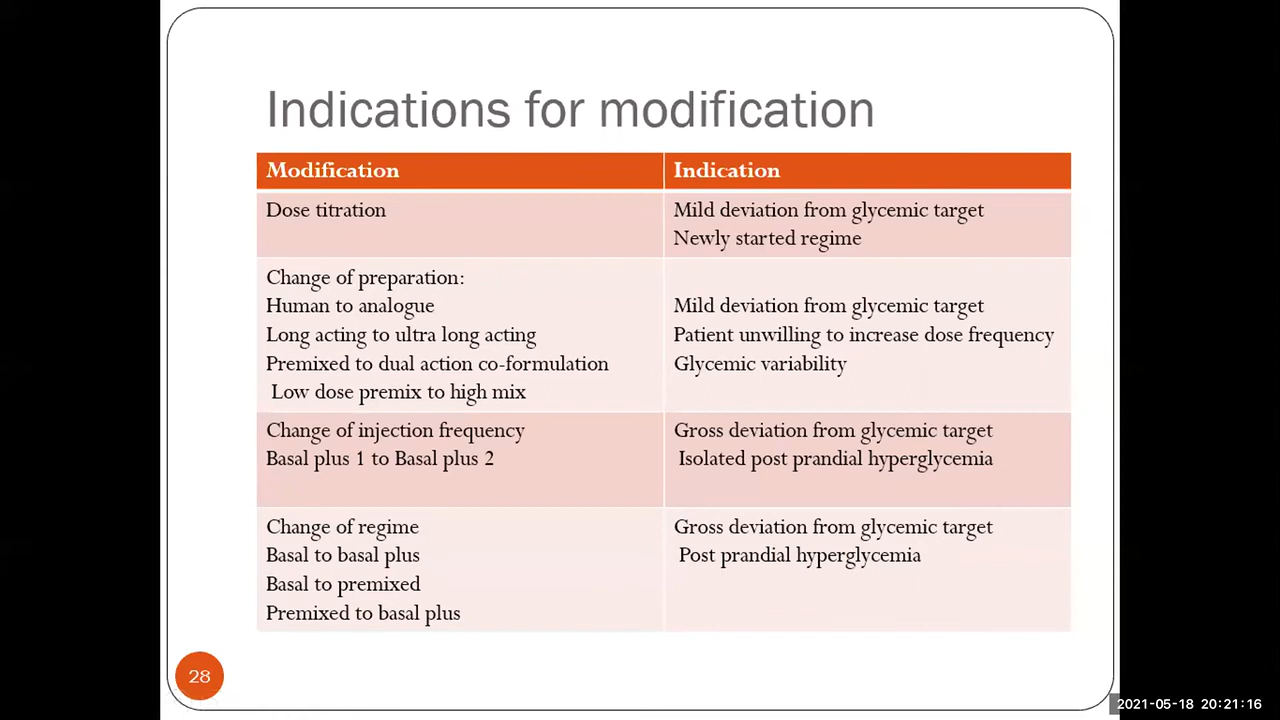 Indications for modification
Modification
Indication
Dose titration
Mild deviation from glycemic target
Newly started regime
Change of preparation:
Human to analogue
Long acting to ultra long acting
Premixed to dual action co-formulation
Low dose premix to high mix
Mild deviation from glycemic target
Patient unwilling to increase dose frequency
Glycemic variability
Change of injection frequency
Basal plus 1 to Basal plus 2
Gross deviation from glycemic target
Isolated post prandial hyperglycemia
Change of regime
Basal to basal plus
Basal to premixed
Premixed to basal plus
Gross deviation from glycemic target
Post prandial hyperglycemia
28
2021-05-18 20:21:16